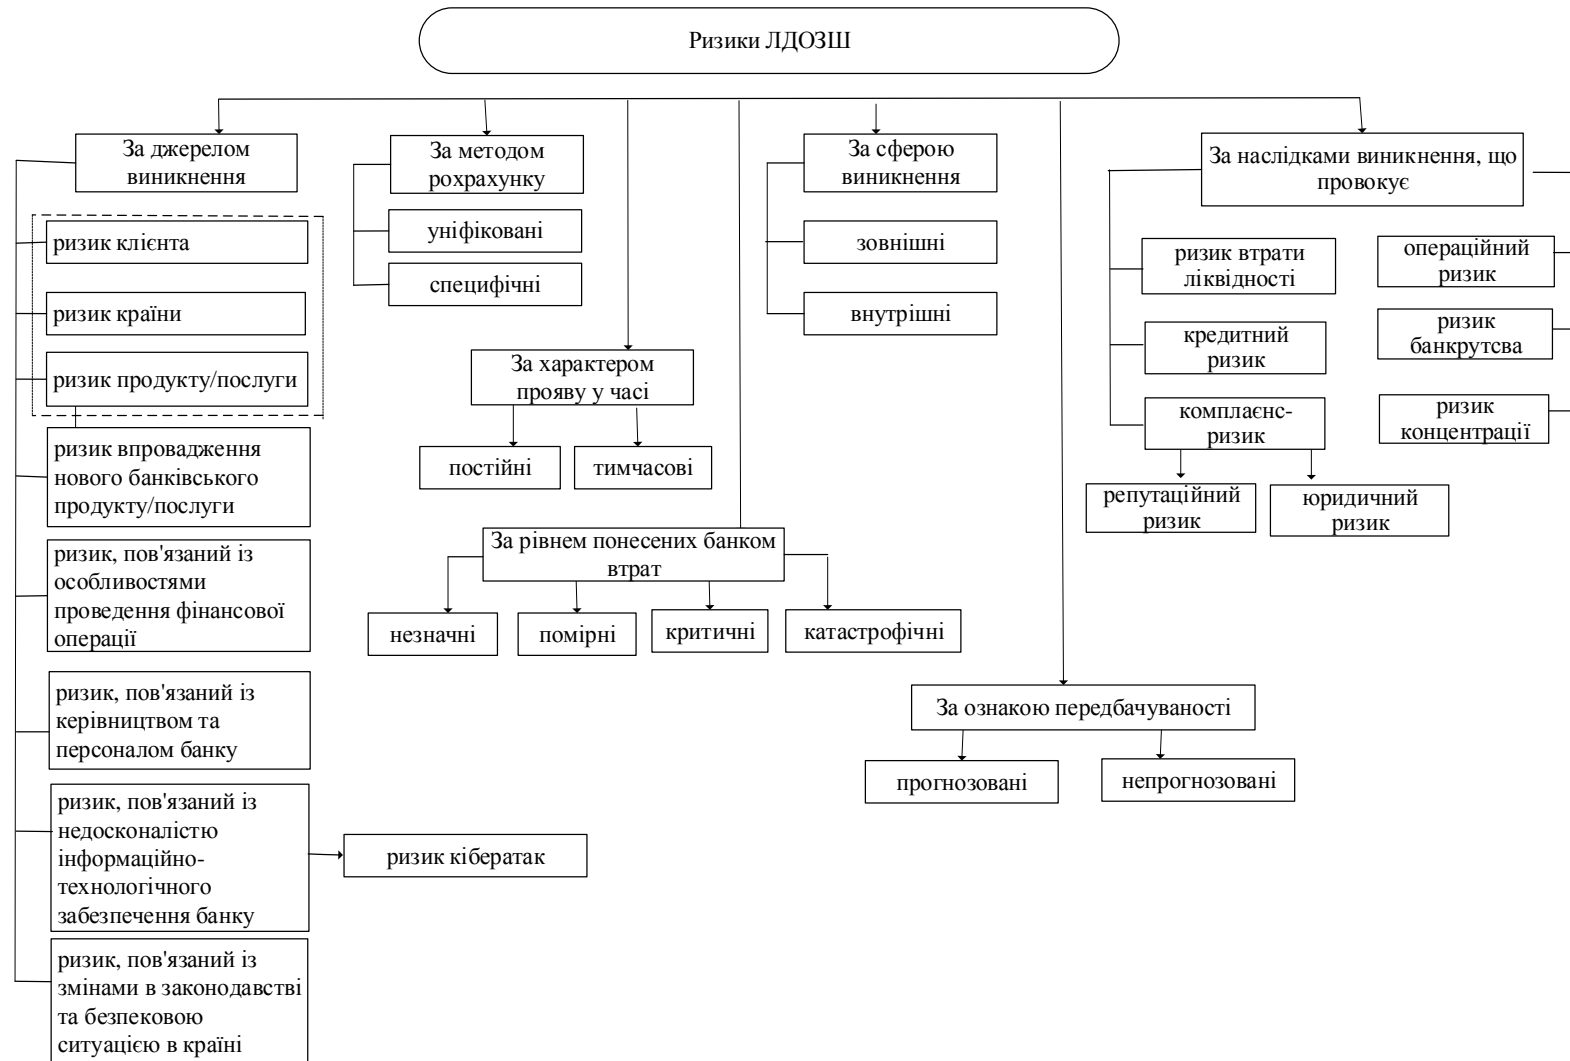 Ризики ЛДОЗШ
За джерелом
виникнення
ризик клієнта
ризик країни
ризик продукту/послуги
ризик впровадження
нового банківського
продукту/послуги
ризик, пов'язаний із
особливостями
проведення фінансової
операції
ризик, пов'язаний із
керівництвом та
персоналом банку
ризик, пов'язаний із
недосконалістю
інформаційно-
технологічного
забезпечення банку
ризик кібератак
ризик, пов'язаний із
змінами в законодавстві
та безпековою
ситуацією в країні
За методом
рохрахунку
уніфіковані
специфічні
За характером
прояву у часі
постійні
тимчасові
За рівнем понесених банком
втрат
незначні
помірні
критичні
катастрофічні
За сферою
виникнення
зовнішні
внутрішні
За ознакою передбачуваності
прогнозовані
непрогнозовані
За наслідками виникнення, що
провокує
ризик втрати
ліквідності
кредитний
ризик
комплаєнс-
ризик
репутаційний
ризик
юридичний
ризик
операційний
ризик
ризик
банкрутсва
ризик
концентрації